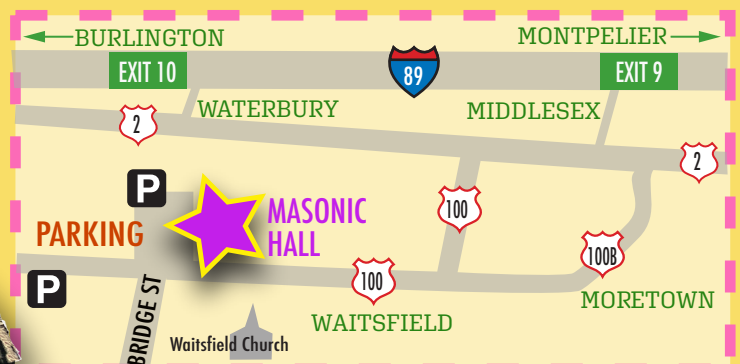 BURLINGTON
MONTPELIER
EXIT 10
89
EXIT 9
WATERBURY
MIDDLESEX
2
2
P
PARKING
MASONIC
HALL
100
100
100B
P
BRIDGE ST
MORETOWN
WAITSFIELD
Waitsfield Church